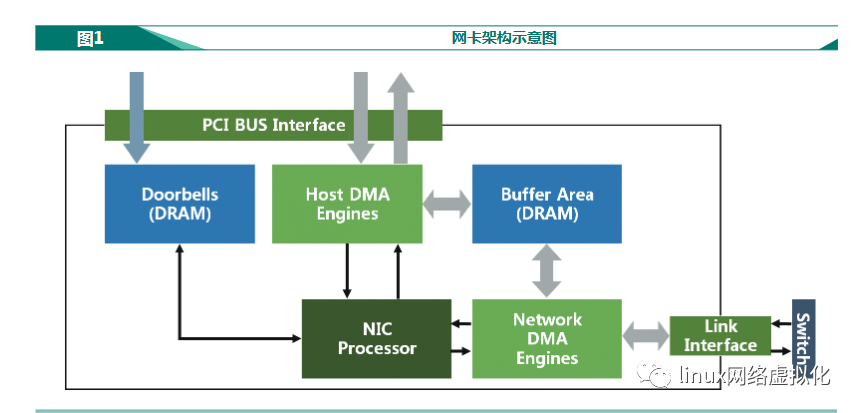 图1
网卡架构示意图
PCI BUS Interface
Doorbells
(DRAM)
Host DMA
Engines
Buffer Area
(DRAM)
NIC
Processor
Network
DMA
Engines
Link
Interface
Switch
linux网络虚拟化